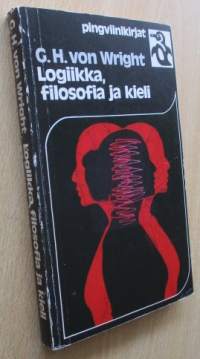 pingviinikirjat
G. H. von Wright
Logiikka,
filosofia ja kieli
G. H. von Wright Logiikka, filosofia ja kieli